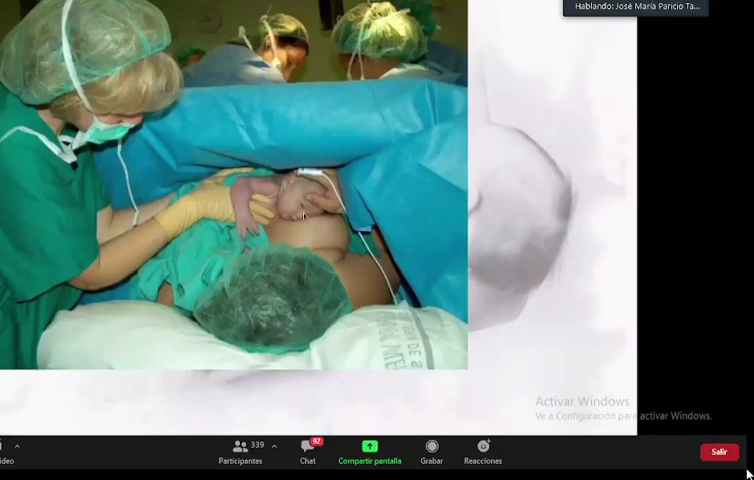 Hablando: José María Paricio Ta...
Activar Windows
Ve a Configuración para activar Windows.
339
92
Participantes
Chat
Compartir pantalla
Grabar
Reacciones
Salir